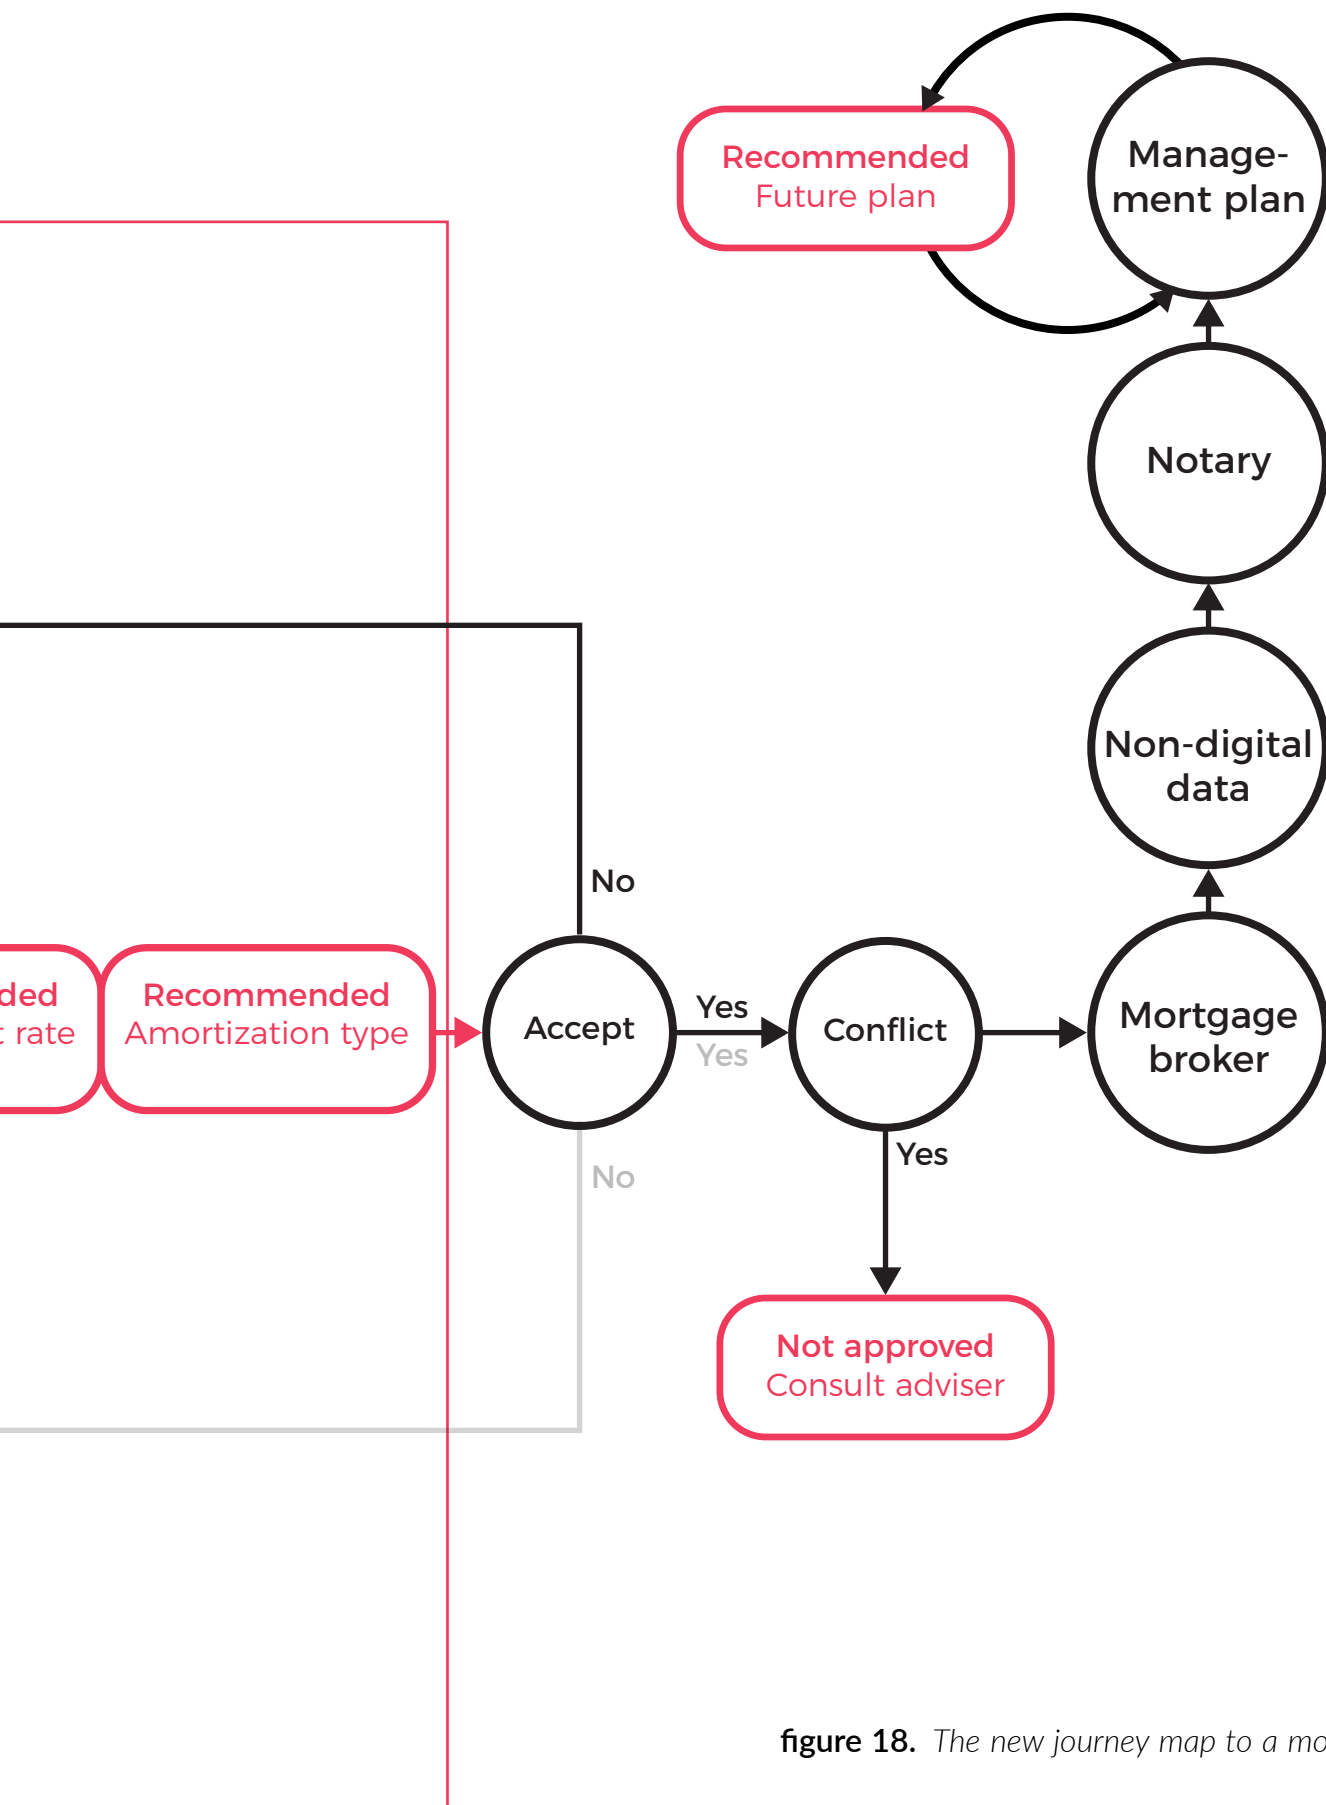 Recommended
Future plan
Manage-
ment plan
Notary
Non-digital
data
No
ded
t rate
Recommended
Amortization type
Accept
Yes
Yes
Conflict
Mortgage
broker
Yes
No
Not approved
Consult adviser
figure 18. The new journey map to a mo